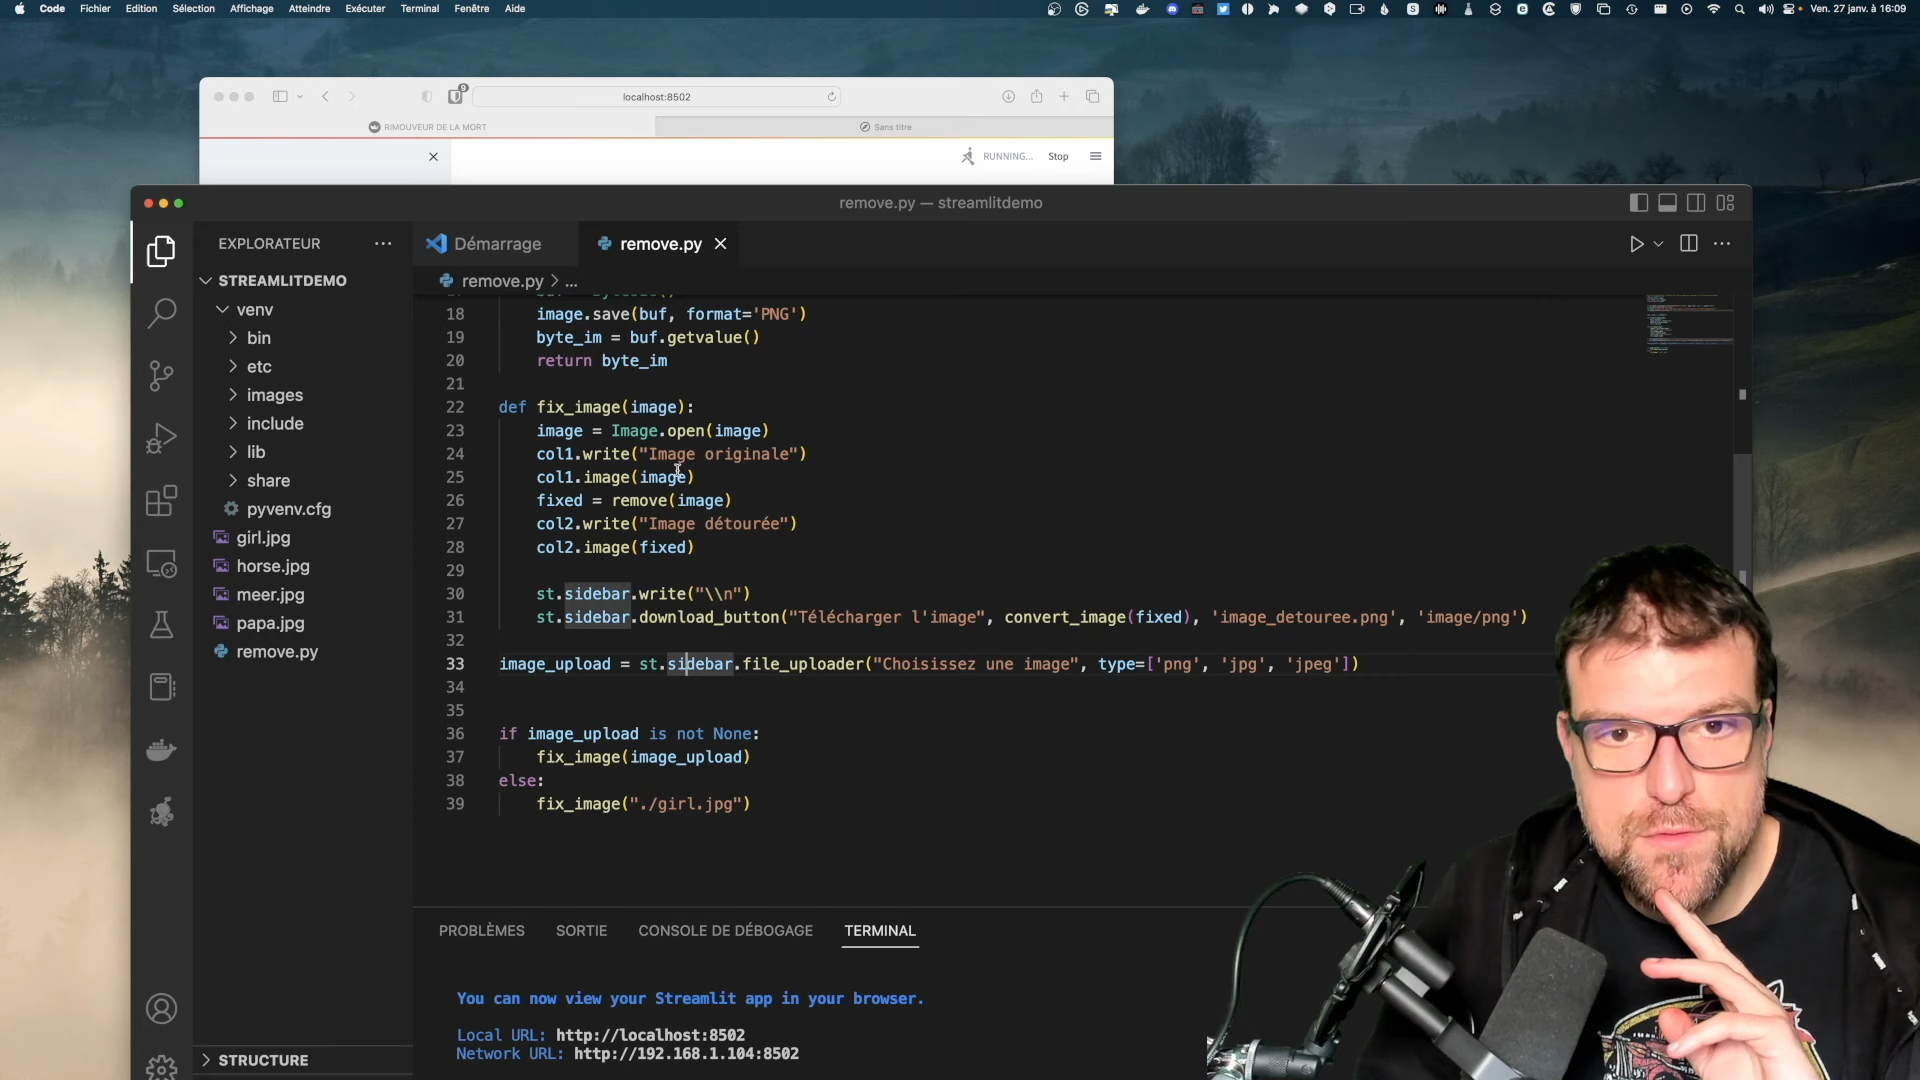 Code Fichier Edition Sélection Affichage Atteindre Exécuter Terminal Fenêtre Aide Ven. 27 janv. à 16:09
localhost:8502
RIMOUVEUR DE LA MORT Sans titre
RUNNING... Stop
remove.py — streamlitdemo
EXPLORATEUR
Démarrage
remove.py
STREAMLITDEMO
remove.py > ...
venv
bin
etc
images
include
lib
share
pyvenv.cfg
girl.jpg
horse.jpg
meer.jpg
papa.jpg
remove.py
STRUCTURE
18 image.save(buf, format='PNG')
19 byte_im = buf.getvalue()
20 return byte_im
21
22 def fix_image(image):
23 image = Image.open(image)
24 col1.write("Image originale")
25 col1.image(image)
26 fixed = remove(image)
27 col2.write("Image détourée")
28 col2.image(fixed)
29
30 st.sidebar.write("\\n")
31 st.sidebar.download_button("Télécharger l'image", convert_image(fixed), 'image_detouree.png', 'image/png')
32
33 image_upload = st.sidebar.file_uploader("Choisissez une image", type=['png', 'jpg', 'jpeg'])
34
35
36 if image_upload is not None:
37 fix_image(image_upload)
38 else:
39 fix_image("./girl.jpg")
PROBLÈMES SORTIE CONSOLE DE DÉBOGAGE TERMINAL
You can now view your Streamlit app in your browser.
Local URL: http://localhost:8502
Network URL: http://192.168.1.104:8502